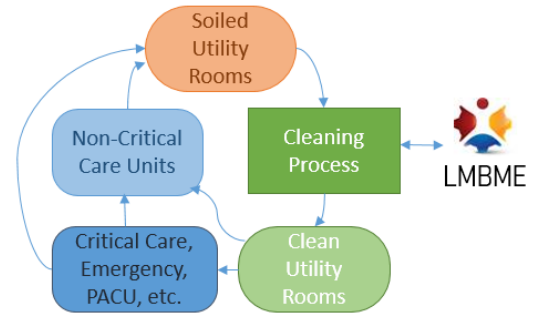 Soiled
Utility
Rooms
Non-Critical
Care Units
Cleaning
Process
LMBME
Critical Care,
Emergency,
PACU, etc.
Clean
Utility
Rooms